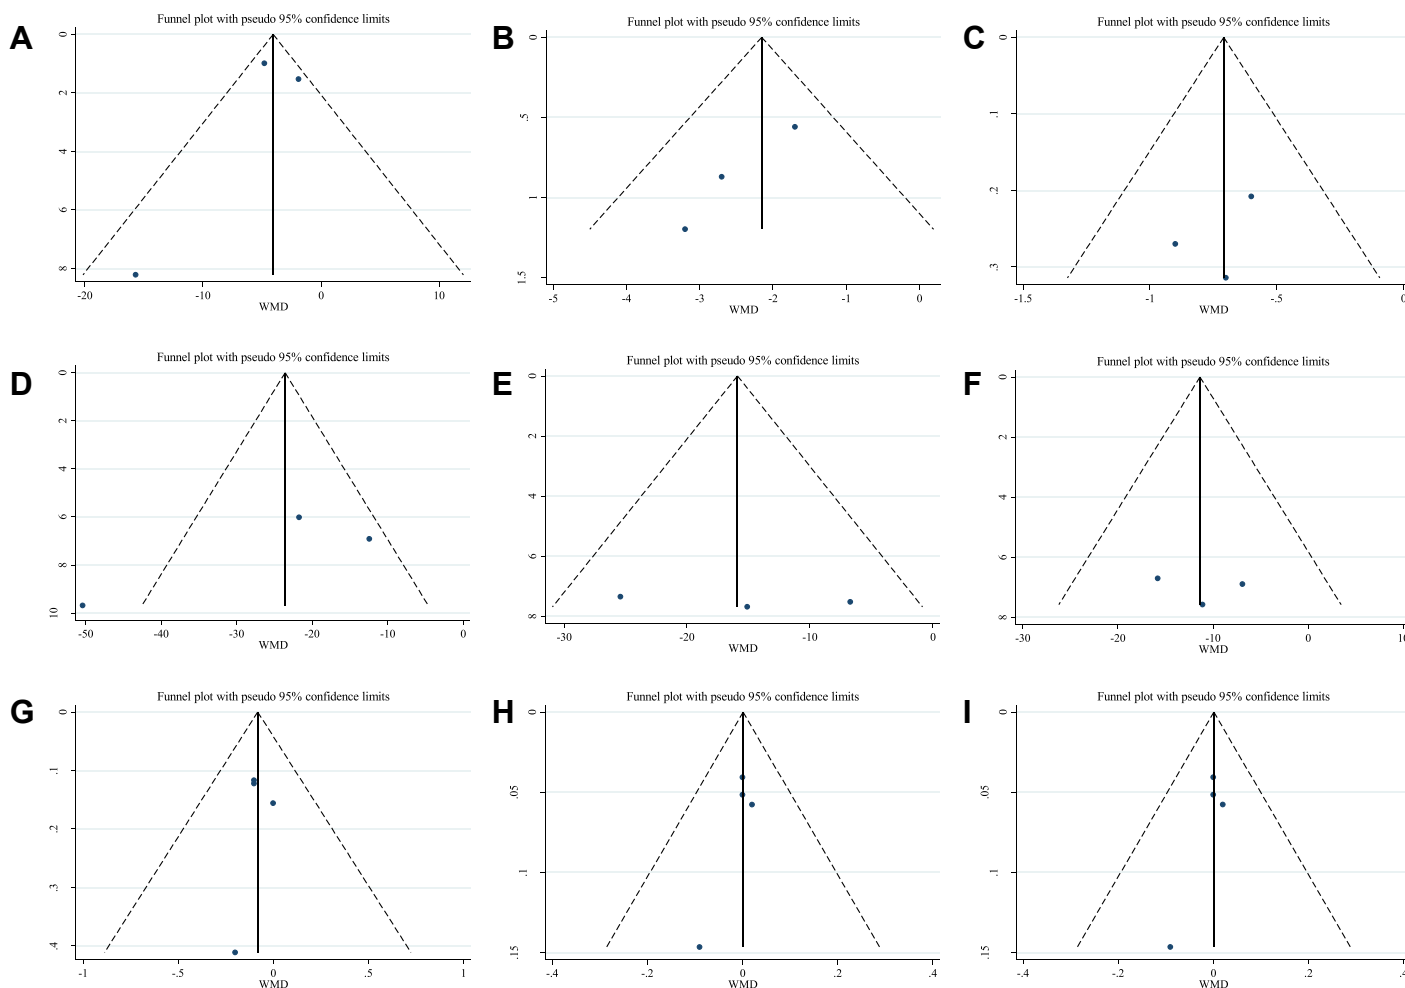 Funnel plot with pseudo 95% confidence limits
A
0
2
4
6
8
-20 -10 0 10
WMD
Funnel plot with pseudo 95% confidence limits
B
0
.5
1
1.5
-5 -4 -3 -2 -1 0
WMD
Funnel plot with pseudo 95% confidence limits
C
0
.1
.2
.3
-1.5 -1 -.5 0
WMD
Funnel plot with pseudo 95% confidence limits
D
0
2
4
6
8
10
-50 -40 -30 -20 -10 0
WMD
Funnel plot with pseudo 95% confidence limits
E
0
2
4
6
8
-30 -20 -10 0
WMD
Funnel plot with pseudo 95% confidence limits
F
0
2
4
6
8
-30 -20 -10 0 10
WMD
Funnel plot with pseudo 95% confidence limits
G
0
.1
.2
.3
.4
-1 -.5 0 .5 1
WMD
Funnel plot with pseudo 95% confidence limits
H
0
.05
.1
.15
-.4 -.2 0 .2 .4
WMD
Funnel plot with pseudo 95% confidence limits
I
0
.05
.1
.15
-.4 -.2 0 .2 .4
WMD